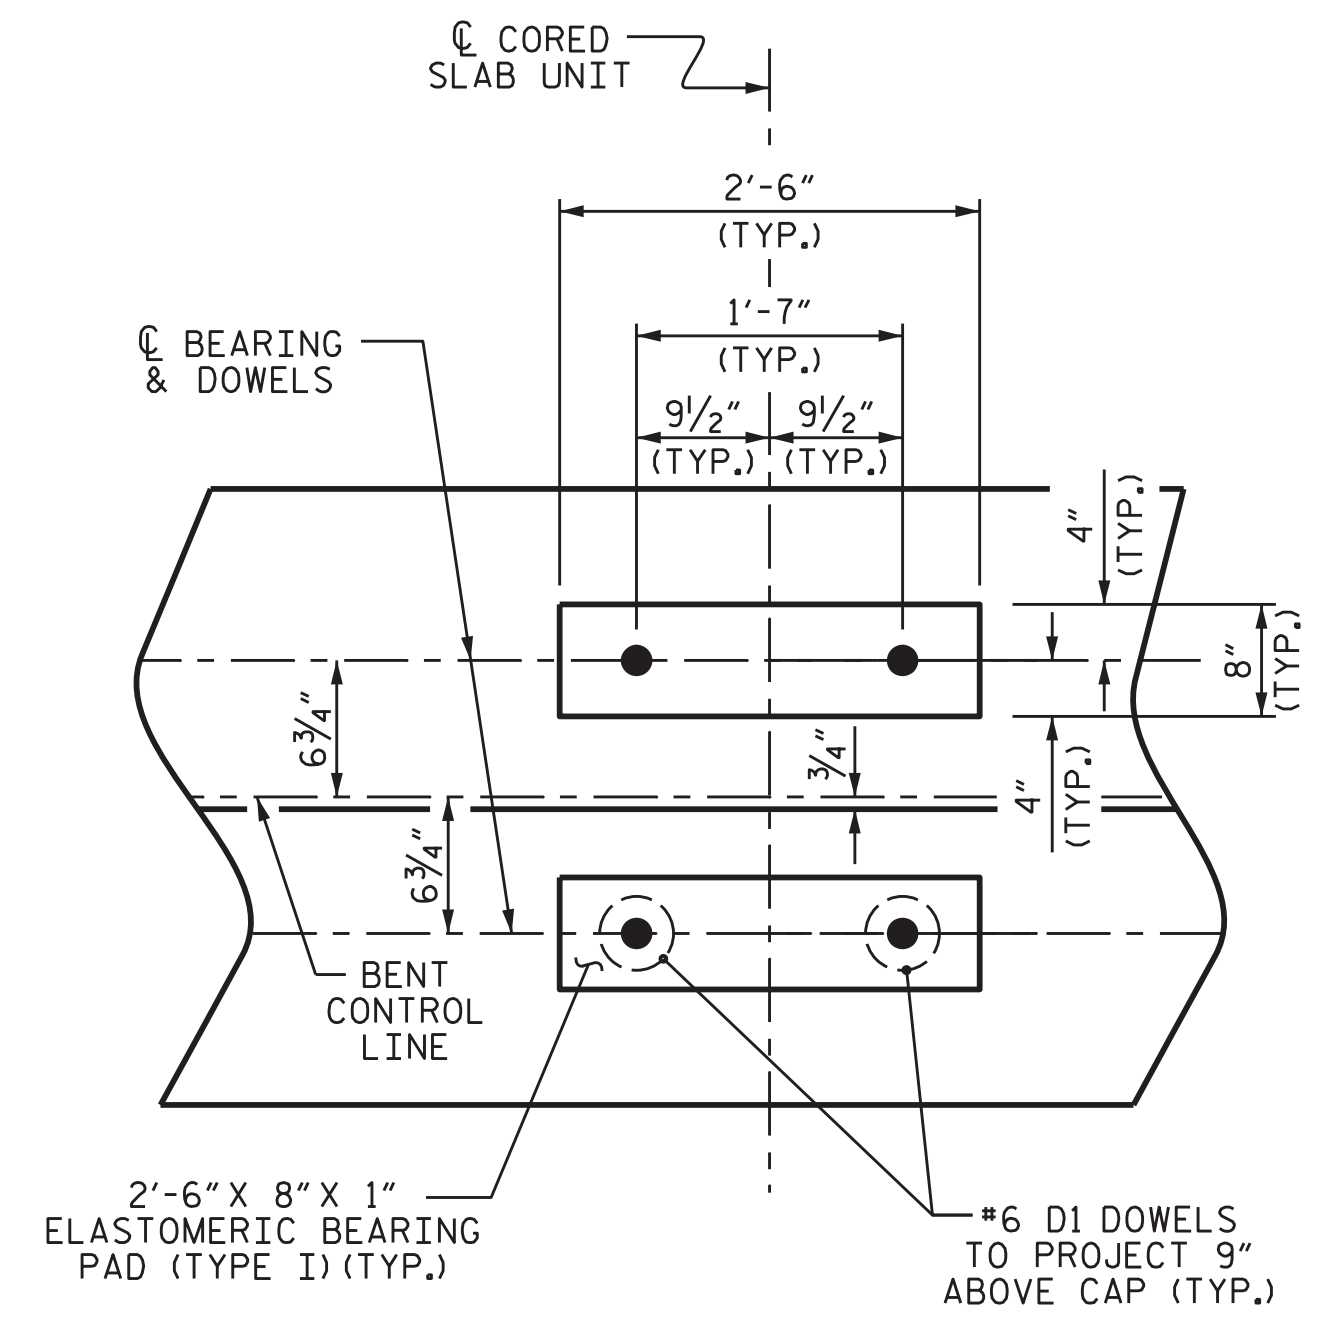 ℄ CORED
SLAB UNIT
2'-6"
(TYP.)
1'-7"
(TYP.)
℄ BEARING
& DOWELS
9½" 9½"
(TYP.) (TYP.)
4"
(TYP.)
8"
(TYP.)
6¾"
¾"
4"
(TYP.)
6¾"
BENT
CONTROL
LINE
2'-6" X 8" X 1"
ELASTOMERIC BEARING
PAD (TYPE I)(TYP.)
#6 D1 DOWELS
TO PROJECT 9"
ABOVE CAP (TYP.)